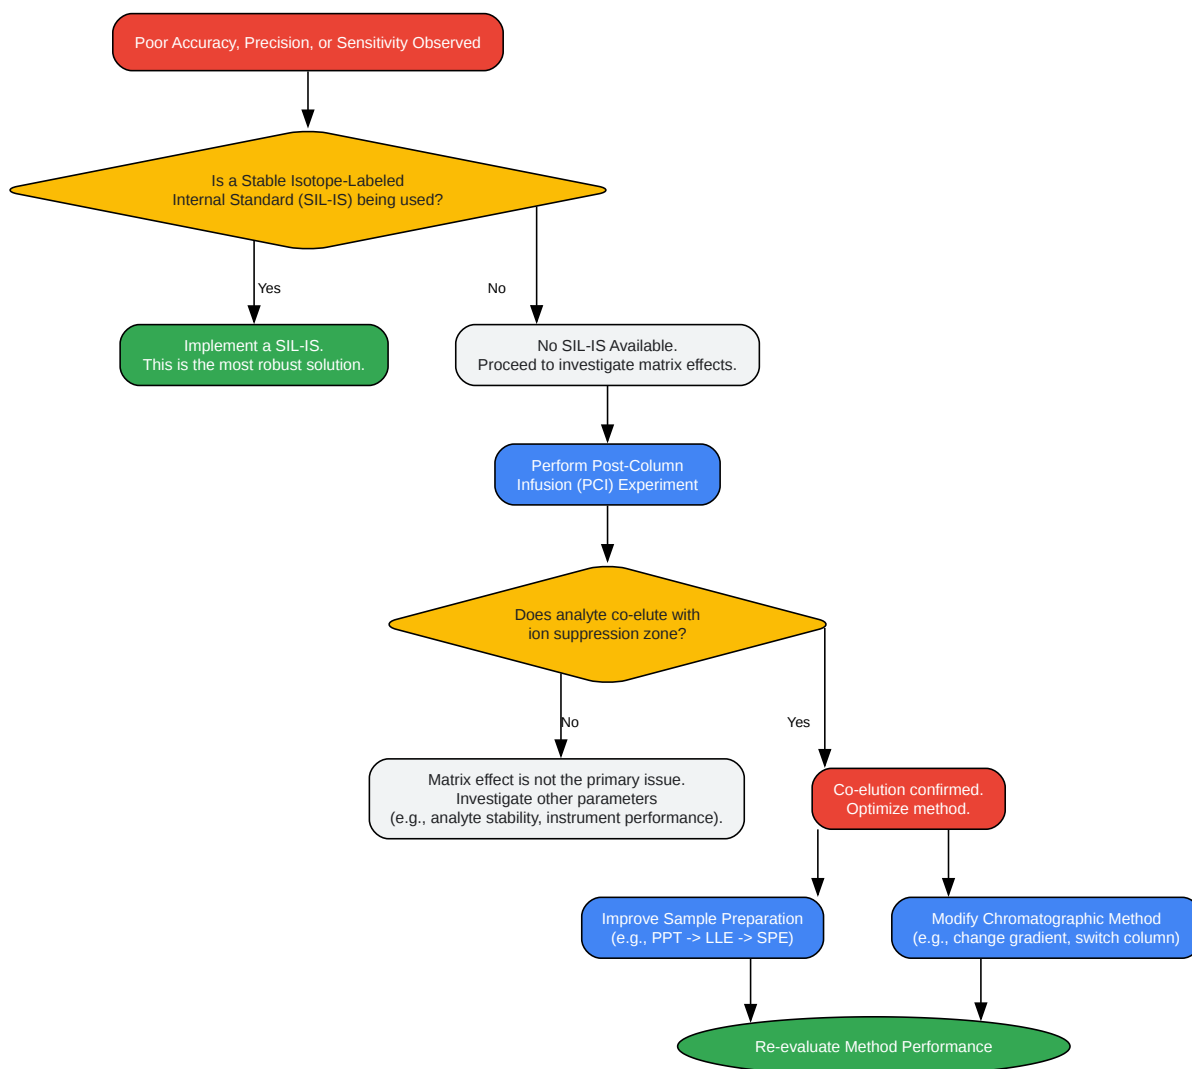 Poor Accuracy, Precision, or Sensitivity Observed
Is a Stable Isotope-Labeled
Internal Standard (SIL-IS) being used?
Yes
No
Implement a SIL-IS.
This is the most robust solution.
No SIL-IS Available.
Proceed to investigate matrix effects.
Perform Post-Column
Infusion (PCI) Experiment
Does analyte co-elute with
ion suppression zone?
No
Yes
Matrix effect is not the primary issue.
Investigate other parameters
(e.g., analyte stability, instrument performance).
Co-elution confirmed.
Optimize method.
Improve Sample Preparation
(e.g., PPT -> LLE -> SPE)
Modify Chromatographic Method
(e.g., change gradient, switch column)
Re-evaluate Method Performance